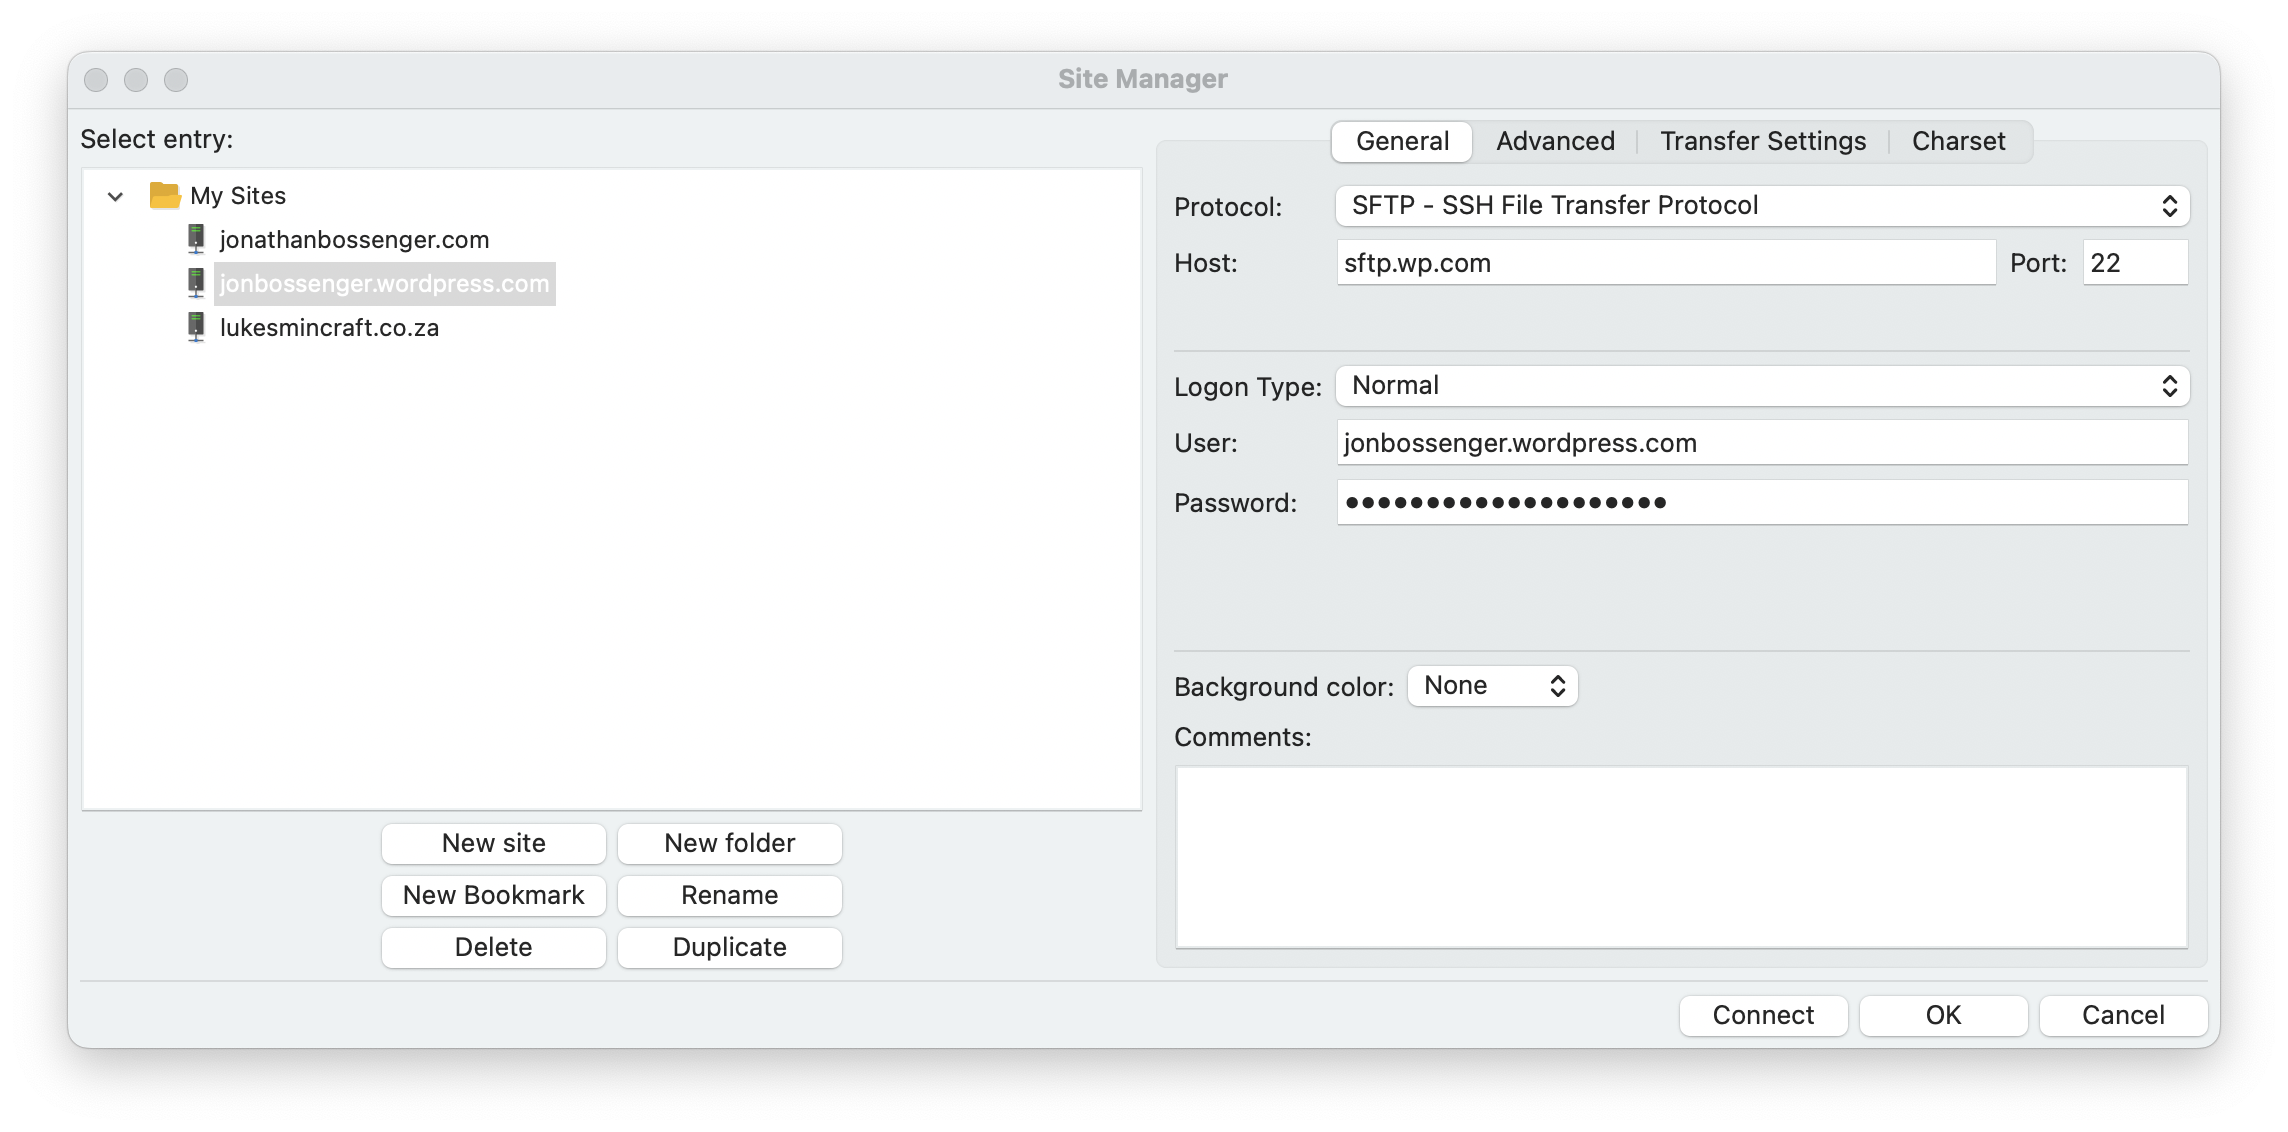 Site Manager
Select entry:
My Sites
jonathanbossenger.com
jonbossenger.wordpress.com
lukesmincraft.co.za
New site
New folder
New Bookmark
Rename
Delete
Duplicate
General
Advanced
Transfer Settings
Charset
Protocol: SFTP - SSH File Transfer Protocol
Host: sftp.wp.com Port: 22
Logon Type: Normal
User: jonbossenger.wordpress.com
Password: ●●●●●●●●●●●●●●●●●●●●
Background color: None
Comments:
Connect
OK
Cancel